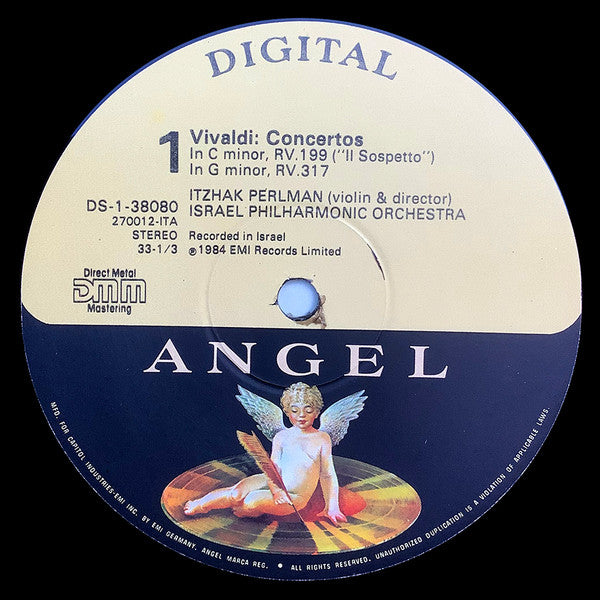 DIGITAL
1
Vivaldi: Concertos
In C minor, RV.199 ("Il Sospetto")
In G minor, RV.317
ITZHAK PERLMAN (violin & director)
ISRAEL PHILHARMONIC ORCHESTRA
DS-1-38080
270012-ITA
STEREO
33-1/3
Recorded in Israel
℗1984 EMI Records Limited
Direct Metal
DMM
Mastering
ANGEL
MFD. FOR CAPITOL INDUSTRIES-EMI INC. BY EMI GERMANY. ANGEL MARCA REG. • ALL RIGHTS RESERVED. UNAUTHORIZED DUPLICATION IS A VIOLATION OF APPLICABLE LAWS.